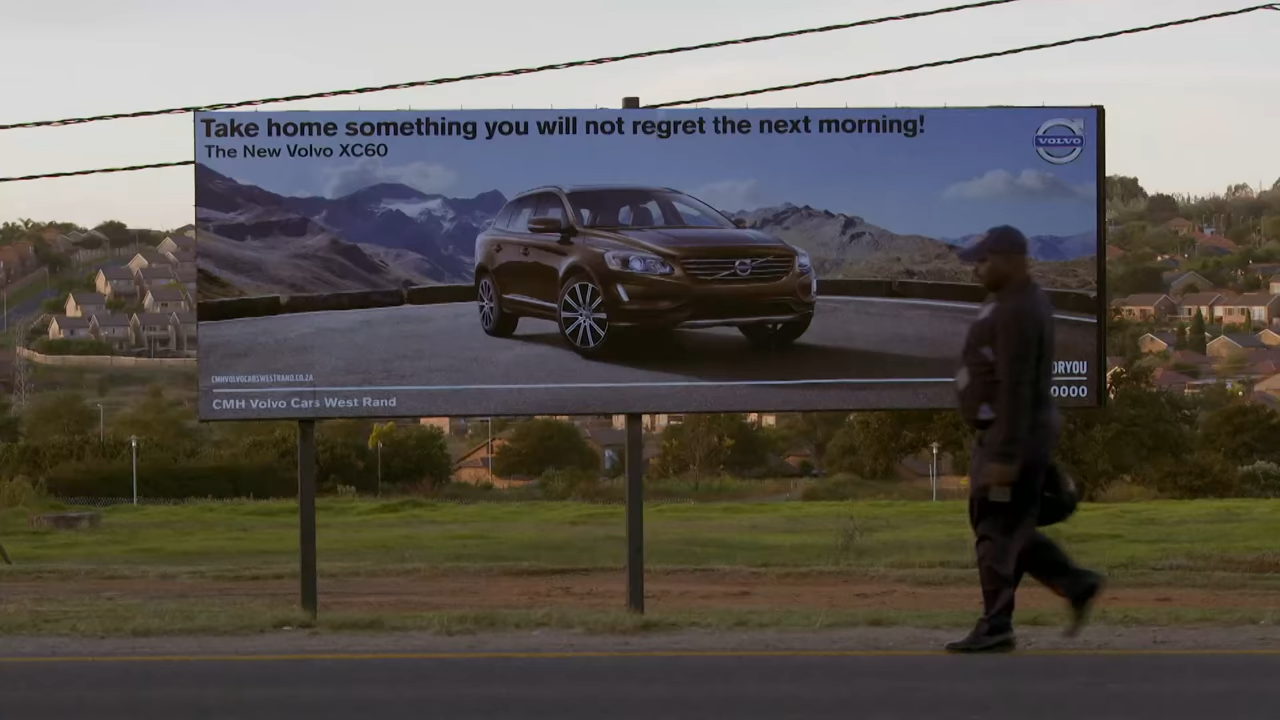 Take home something you will not regret the next morning!
The New Volvo XC60
VOLVO
CMHVOLVOCARSWESTRAND.CO.ZA
ORYOU
CMH Volvo Cars West Rand
0000